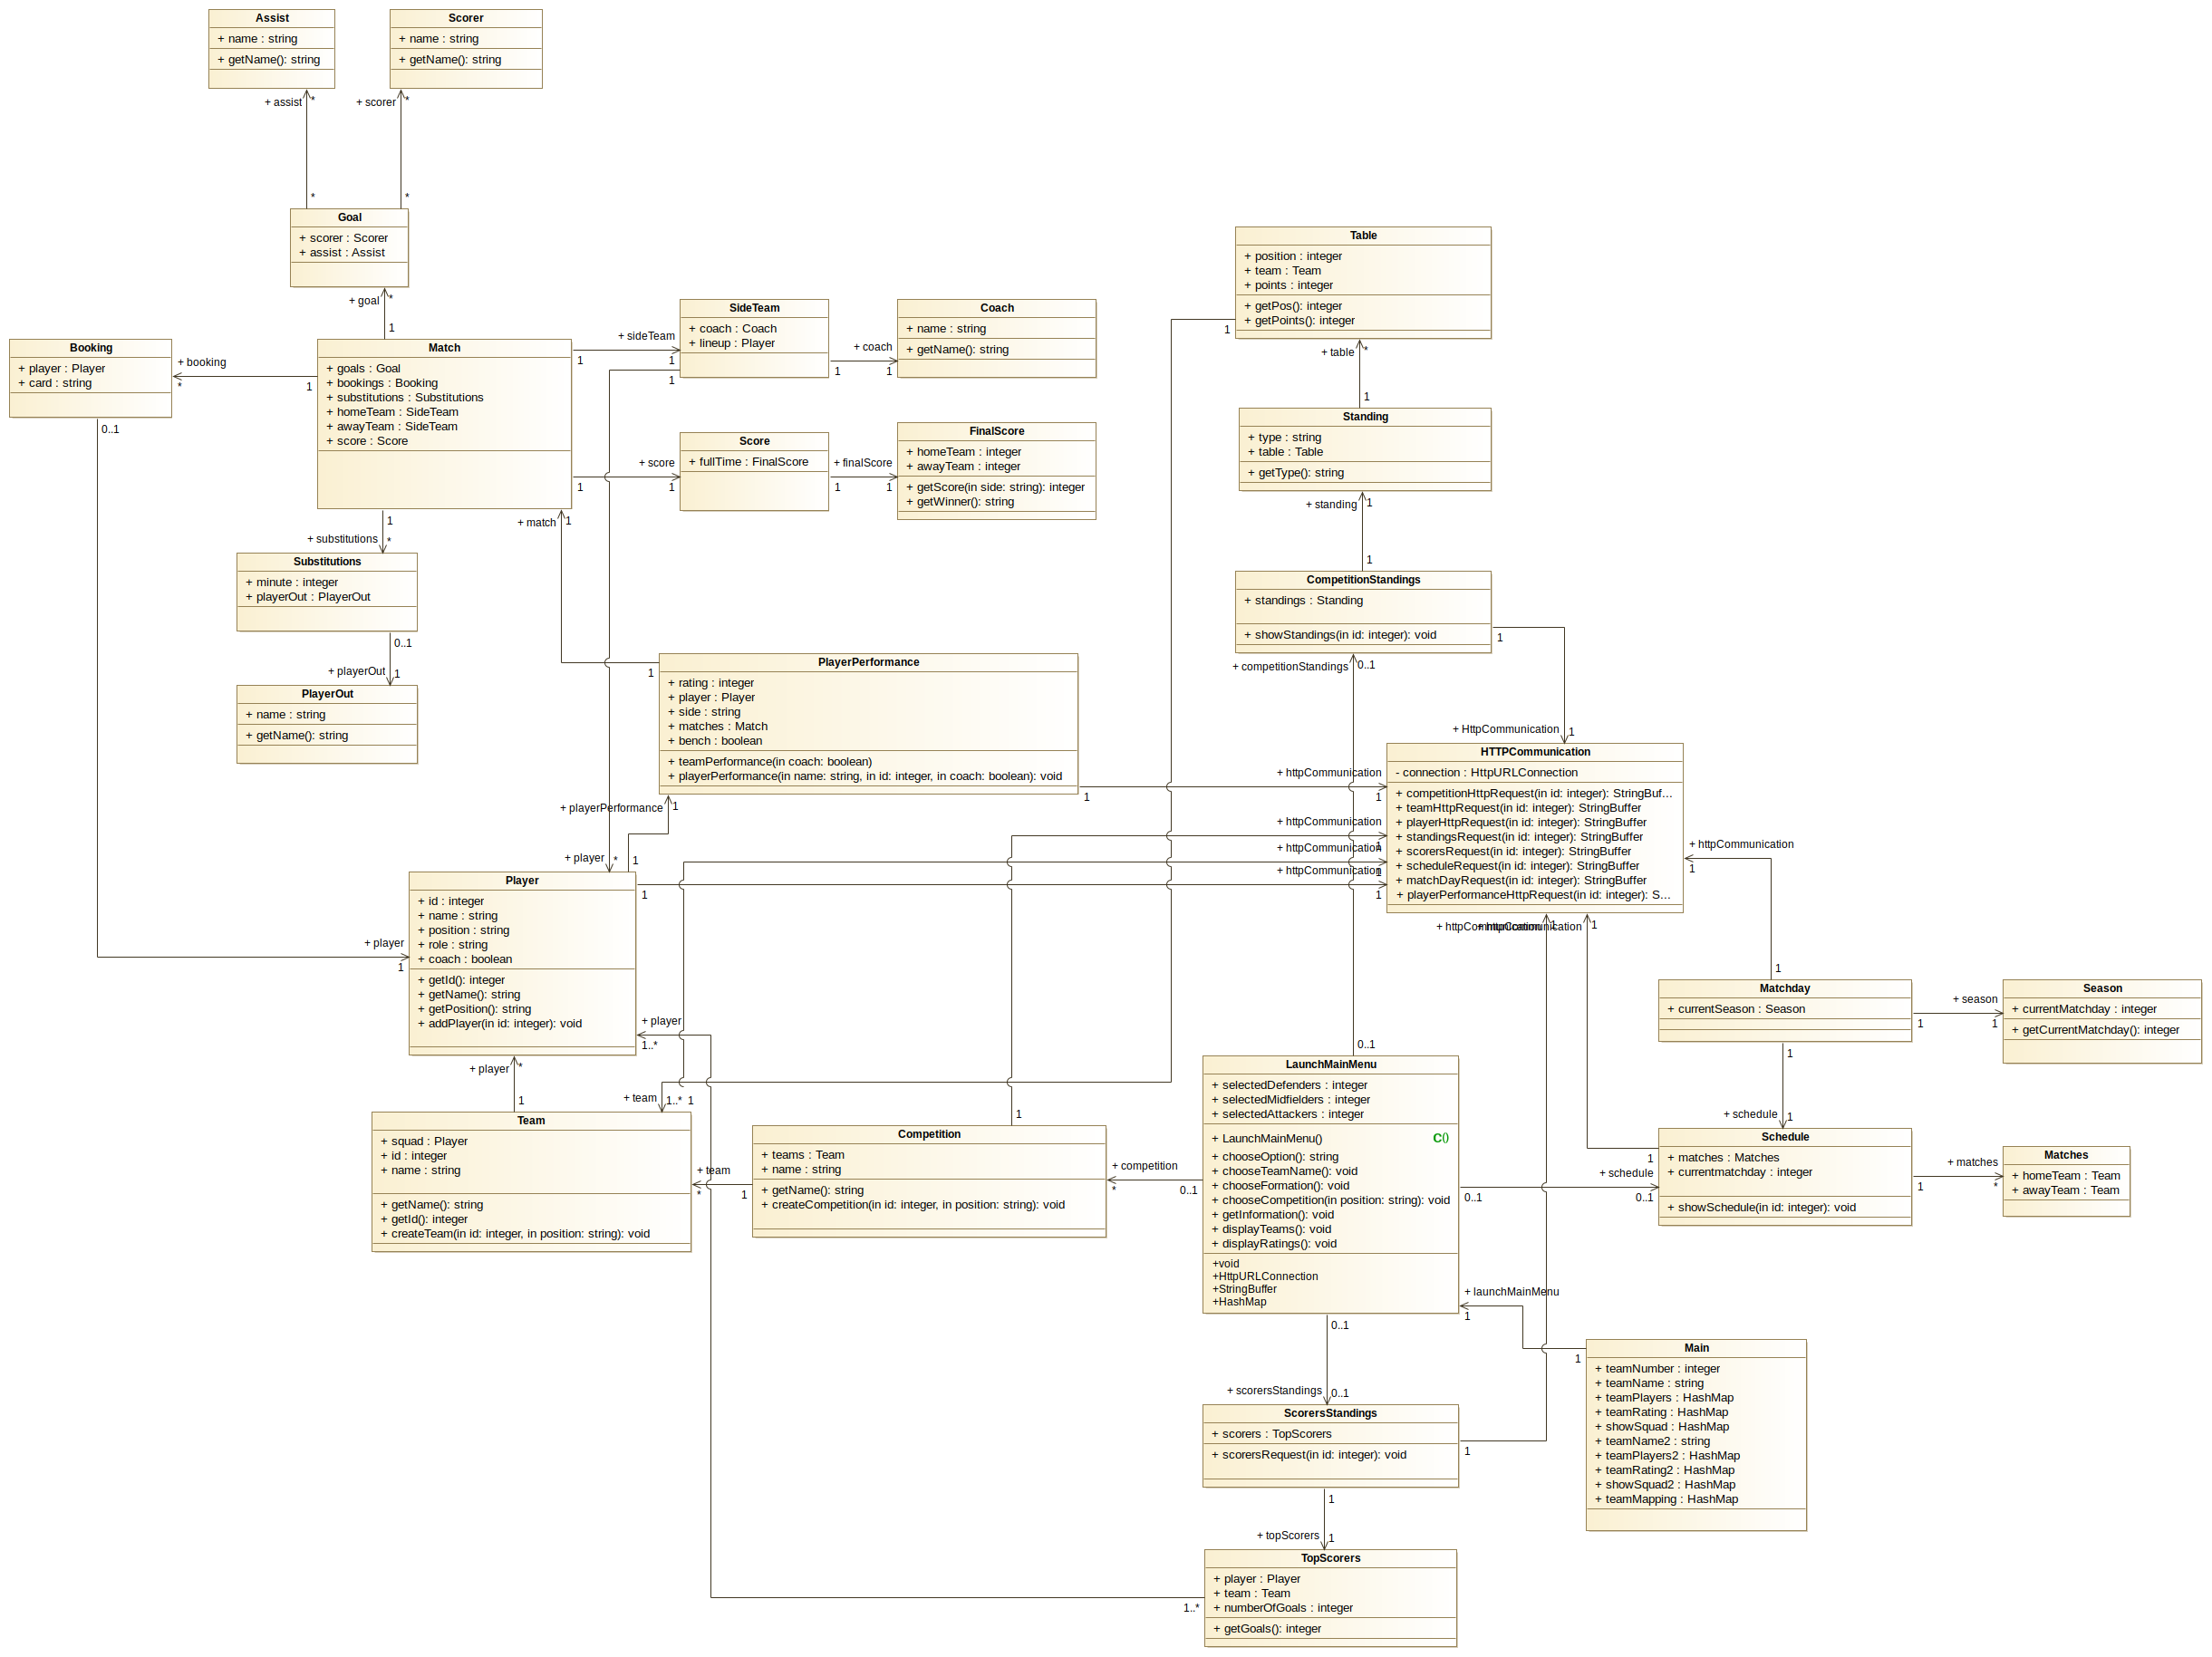 Assist
+ name : string
+ getName(): string
Scorer
+ name : string
+ getName(): string
+ assist
*
+ scorer
*
*
*
Goal
+ scorer : Scorer
+ assist : Assist
+ goal
*
1
Booking
+ player : Player
+ card : string
+ booking
*
1
0..1
Match
+ goals : Goal
+ bookings : Booking
+ substitutions : Substitutions
+ homeTeam : SideTeam
+ awayTeam : SideTeam
+ score : Score
+ sideTeam
1
1
1
SideTeam
+ coach : Coach
+ lineup : Player
+ coach
1
1
Coach
+ name : string
+ getName(): string
+ score
1
1
Score
+ fullTime : FinalScore
+ finalScore
1
1
FinalScore
+ homeTeam : integer
+ awayTeam : integer
+ getScore(in side: string): integer
+ getWinner(): string
Table
+ position : integer
+ team : Team
+ points : integer
+ getPos(): integer
+ getPoints(): integer
1
+ table
*
1
Standing
+ type : string
+ table : Table
+ getType(): string
+ standing
1
1
CompetitionStandings
+ standings : Standing
+ showStandings(in id: integer): void
1
+ competitionStandings
0..1
1
+ substitutions
*
+ match
1
Substitutions
+ minute : integer
+ playerOut : PlayerOut
0..1
+ playerOut
1
PlayerOut
+ name : string
+ getName(): string
1
PlayerPerformance
+ rating : integer
+ player : Player
+ side : string
+ matches : Match
+ bench : boolean
+ teamPerformance(in coach: boolean)
+ playerPerformance(in name: string, in id: integer, in coach: boolean): void
+ playerPerformance
1
1
+ HttpCommunication
1
HTTPCommunication
- connection : HttpURLConnection
+ competitionHttpRequest(in id: integer): StringBuf...
+ teamHttpRequest(in id: integer): StringBuffer
+ playerHttpRequest(in id: integer): StringBuffer
+ standingsRequest(in id: integer): StringBuffer
+ scorersRequest(in id: integer): StringBuffer
+ scheduleRequest(in id: integer): StringBuffer
+ matchDayRequest(in id: integer): StringBuffer
+ playerPerformanceHttpRequest(in id: integer): S...
+ httpCommunication
1
+ httpCommunication
1
+ httpCommunication
1
+ httpCommunication
1
+ httpCommunication
1
+ httpCommunication
1
+ httpCommunication
1
+ player
*
1
1
+ player
1
Player
+ id : integer
+ name : string
+ position : string
+ role : string
+ coach : boolean
+ getId(): integer
+ getName(): string
+ getPosition(): string
+ addPlayer(in id: integer): void
+ player
1..*
+ player
*
1
+ team
1..*
1
Team
+ squad : Player
+ id : integer
+ name : string
+ getName(): string
+ getId(): integer
+ createTeam(in id: integer, in position: string): void
+ team
*
1
1
Competition
+ teams : Team
+ name : string
+ getName(): string
+ createCompetition(in id: integer, in position: string): void
+ competition
*
0..1
0..1
LaunchMainMenu
+ selectedDefenders : integer
+ selectedMidfielders : integer
+ selectedAttackers : integer
+ LaunchMainMenu()
C()
+ chooseOption(): string
+ chooseTeamName(): void
+ chooseFormation(): void
+ chooseCompetition(in position: string): void
+ getInformation(): void
+ displayTeams(): void
+ displayRatings(): void
+void
+HttpURLConnection
+StringBuffer
+HashMap
1
Matchday
+ currentSeason : Season
+ season
1
1
Season
+ currentMatchday : integer
+ getCurrentMatchday(): integer
1
+ schedule
1
Schedule
+ matches : Matches
+ currentmatchday : integer
+ showSchedule(in id: integer): void
1
+ schedule
0..1
0..1
+ matches
1
*
Matches
+ homeTeam : Team
+ awayTeam : Team
+ launchMainMenu
1
1
Main
+ teamNumber : integer
+ teamName : string
+ teamPlayers : HashMap
+ teamRating : HashMap
+ showSquad : HashMap
+ teamName2 : string
+ teamPlayers2 : HashMap
+ teamRating2 : HashMap
+ showSquad2 : HashMap
+ teamMapping : HashMap
0..1
+ scorersStandings
0..1
ScorersStandings
+ scorers : TopScorers
+ scorersRequest(in id: integer): void
1
1
+ topScorers
1
TopScorers
+ player : Player
+ team : Team
+ numberOfGoals : integer
+ getGoals(): integer
1..*